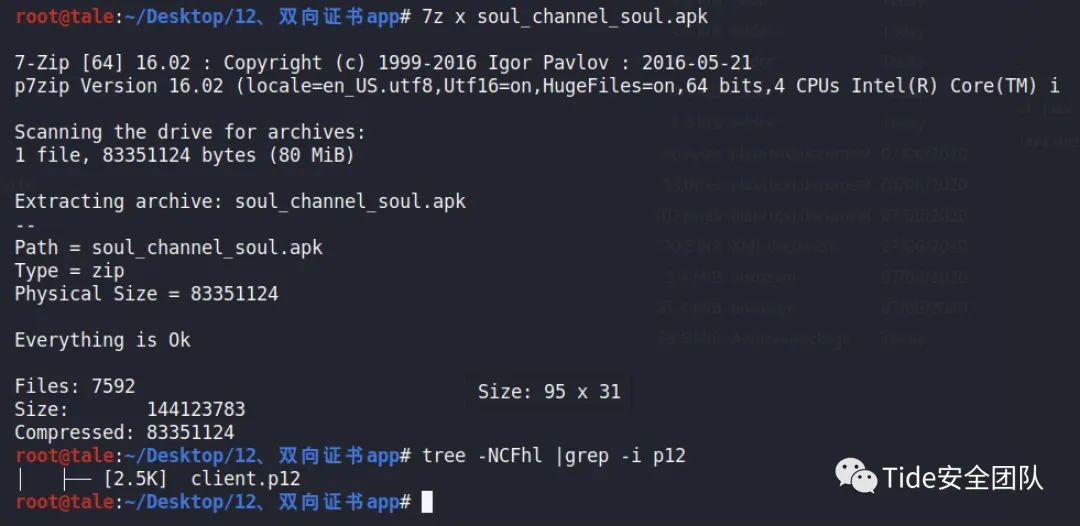 root@tale:~/Desktop/12、双向证书app# 7z x soul_channel_soul.apk
7-Zip [64] 16.02 : Copyright (c) 1999-2016 Igor Pavlov : 2016-05-21
p7zip Version 16.02 (locale=en_US.utf8,Utf16=on,HugeFiles=on,64 bits,4 CPUs Intel(R) Core(TM) i
Scanning the drive for archives:
1 file, 83351124 bytes (80 MiB)
Extracting archive: soul_channel_soul.apk
--
Path = soul_channel_soul.apk
Type = zip
Physical Size = 83351124
Everything is Ok
Files: 7592
Size: 95 x 31
Size:       144123783
Compressed: 83351124
root@tale:~/Desktop/12、双向证书app# tree -NCFhl |grep -i p12
│   ├── [2.5K]  client.p12
root@tale:~/Desktop/12、双向证书app#
Tide安全团队